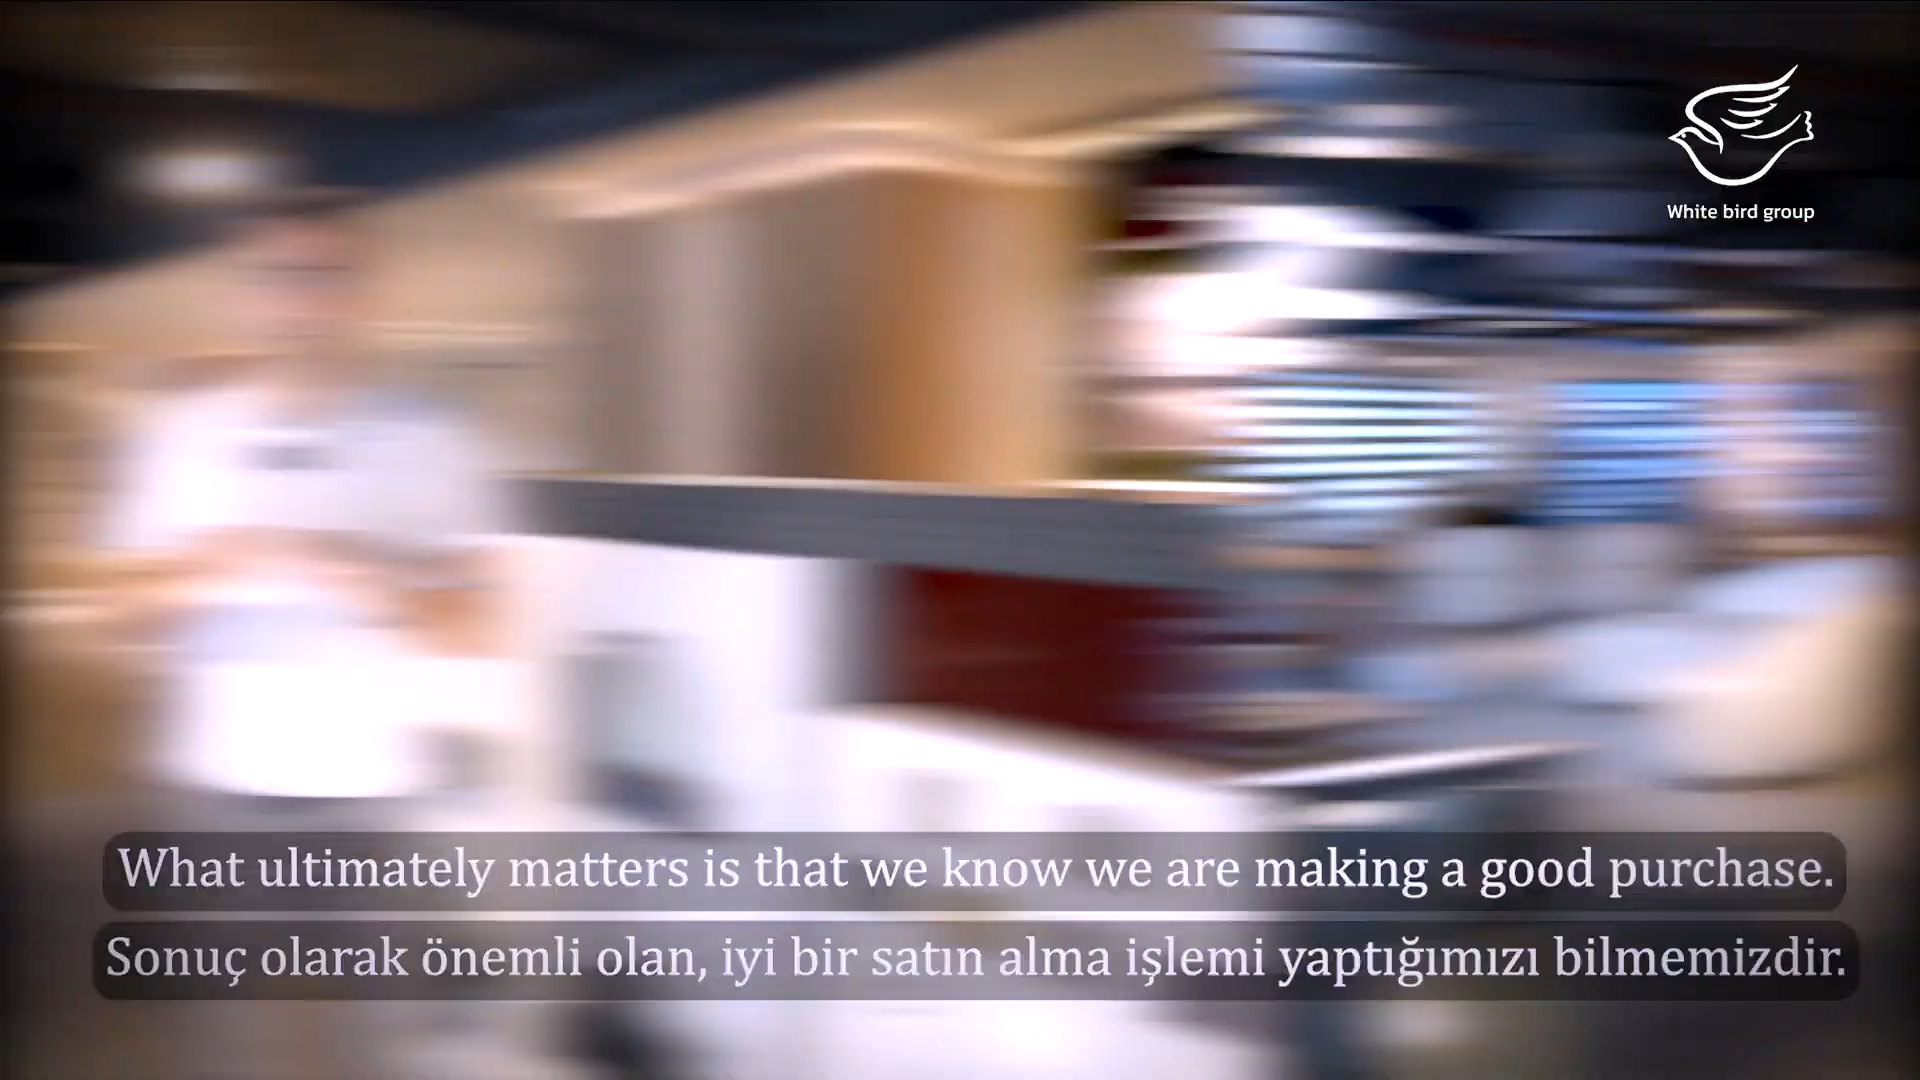 White bird group
What ultimately matters is that we know we are making a good purchase.
Sonuç olarak önemli olan, iyi bir satın alma işlemi yaptığımızı bilmemizdir.